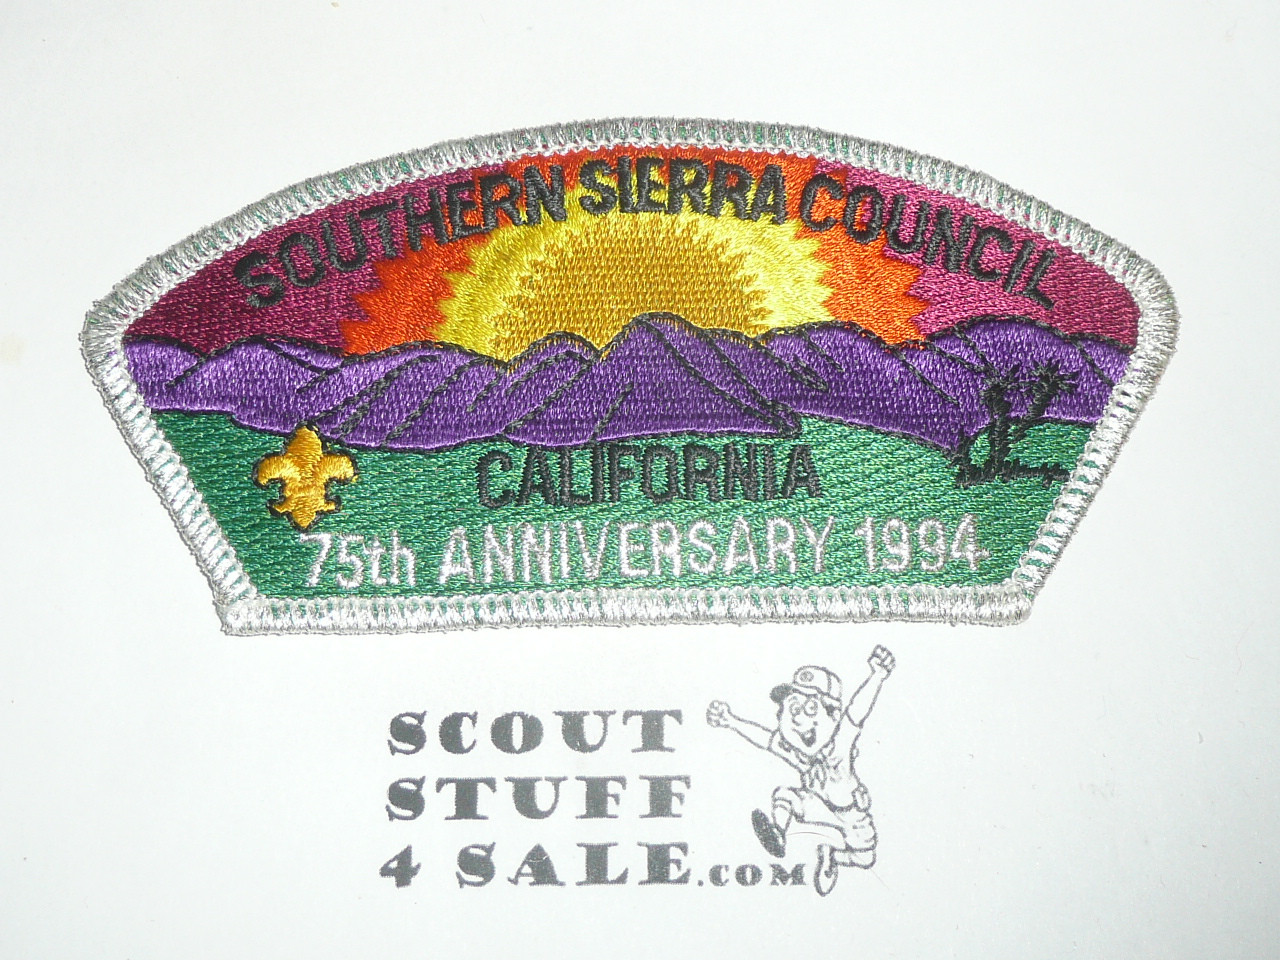 SOUTHERN SIERRA COUNCIL
CALIFORNIA
75th ANNIVERSARY 1994
SCOUT
STUFF
4 SALE.COM